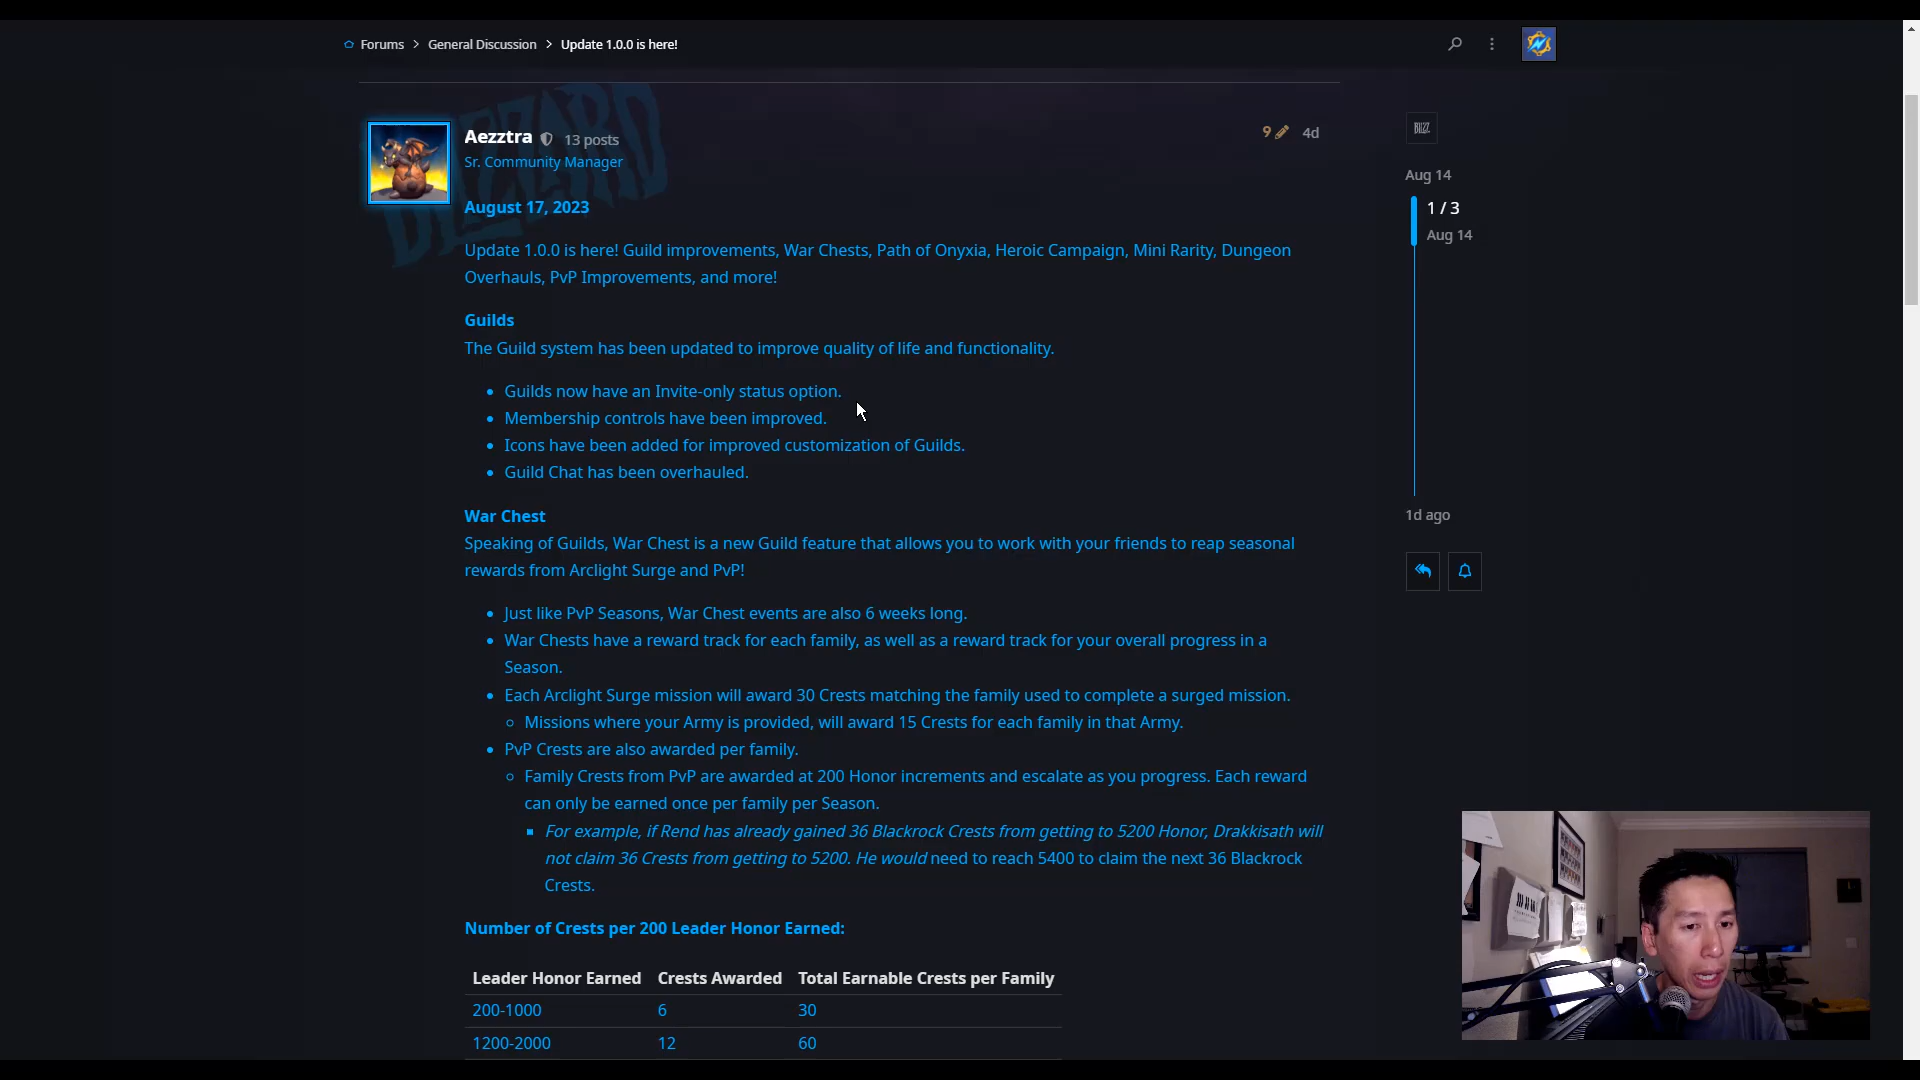 Forums > General Discussion > Update 1.0.0 is here!
BLIZZARD
Aezztra 13 posts
9 4d
Sr. Community Manager
BLIZZ
Aug 14
1 / 3
Aug 14
1d ago
August 17, 2023
Update 1.0.0 is here! Guild improvements, War Chests, Path of Onyxia, Heroic Campaign, Mini Rarity, Dungeon
Overhauls, PvP Improvements, and more!
Guilds
The Guild system has been updated to improve quality of life and functionality.
• Guilds now have an Invite-only status option.
• Membership controls have been improved.
• Icons have been added for improved customization of Guilds.
• Guild Chat has been overhauled.
War Chest
Speaking of Guilds, War Chest is a new Guild feature that allows you to work with your friends to reap seasonal
rewards from Arclight Surge and PvP!
• Just like PvP Seasons, War Chest events are also 6 weeks long.
• War Chests have a reward track for each family, as well as a reward track for your overall progress in a
Season.
• Each Arclight Surge mission will award 30 Crests matching the family used to complete a surged mission.
◦ Missions where your Army is provided, will award 15 Crests for each family in that Army.
• PvP Crests are also awarded per family.
◦ Family Crests from PvP are awarded at 200 Honor increments and escalate as you progress. Each reward
can only be earned once per family per Season.
▪ For example, if Rend has already gained 36 Blackrock Crests from getting to 5200 Honor, Drakkisath will
not claim 36 Crests from getting to 5200. He would need to reach 5400 to claim the next 36 Blackrock
Crests.
Number of Crests per 200 Leader Honor Earned:
Leader Honor Earned Crests Awarded Total Earnable Crests per Family
200-1000 6 30
1200-2000 12 60